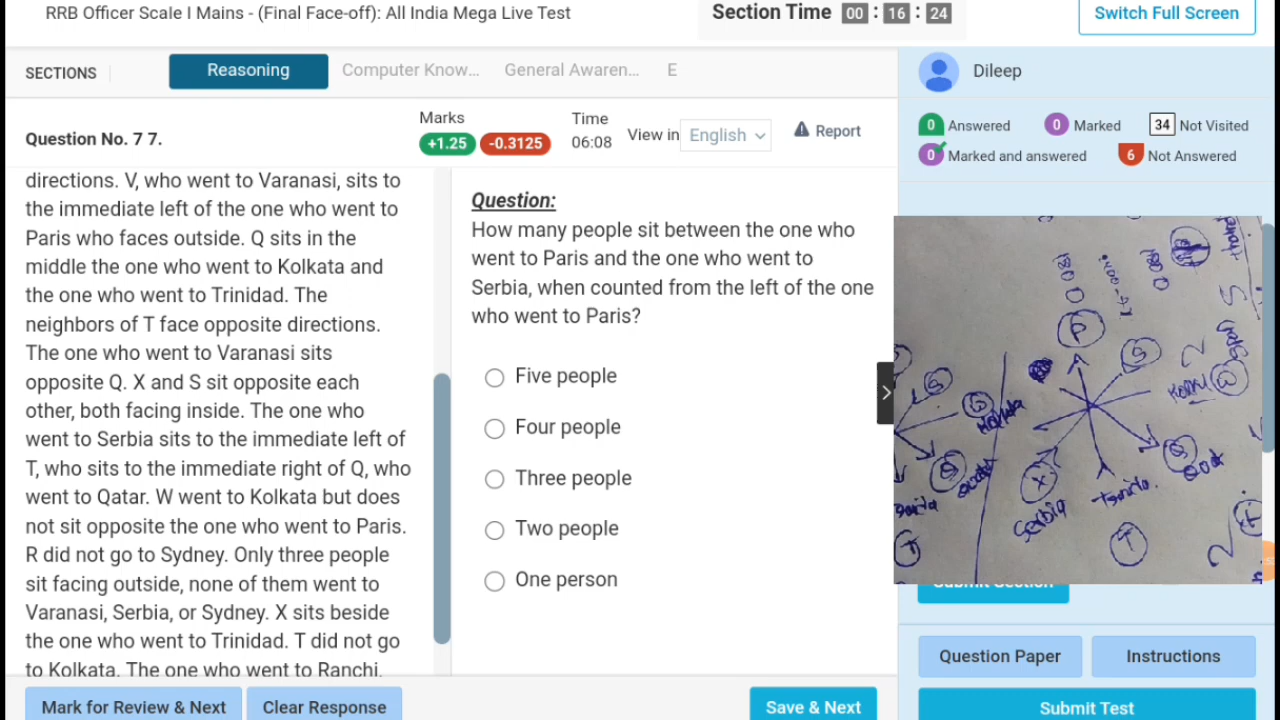 RRB Officer Scale I Mains - (Final Face-off): All India Mega Live Test
Section Time 00 : 16 : 24
Switch Full Screen
SECTIONS
Reasoning
Computer Know...
General Awaren...
E
Dileep
Question No. 7 7.
Marks
+1.25 -0.3125
Time
06:08
View in English
Report
0 Answered
0 Marked
34 Not Visited
0 Marked and answered
6 Not Answered
directions. V, who went to Varanasi, sits to
the immediate left of the one who went to
Paris who faces outside. Q sits in the
middle the one who went to Kolkata and
the one who went to Trinidad. The
neighbors of T face opposite directions.
The one who went to Varanasi sits
opposite Q. X and S sit opposite each
other, both facing inside. The one who
went to Serbia sits to the immediate left of
T, who sits to the immediate right of Q, who
went to Qatar. W went to Kolkata but does
not sit opposite the one who went to Paris.
R did not go to Sydney. Only three people
sit facing outside, none of them went to
Varanasi, Serbia, or Sydney. X sits beside
the one who went to Trinidad. T did not go
to Kolkata. The one who went to Ranchi,
Question:
How many people sit between the one who
went to Paris and the one who went to
Serbia, when counted from the left of the one
who went to Paris?
Five people
Four people
Three people
Two people
One person
Serbia
X
T
S
W
Submit Section
Question Paper
Instructions
Mark for Review & Next
Clear Response
Save & Next
Submit Test